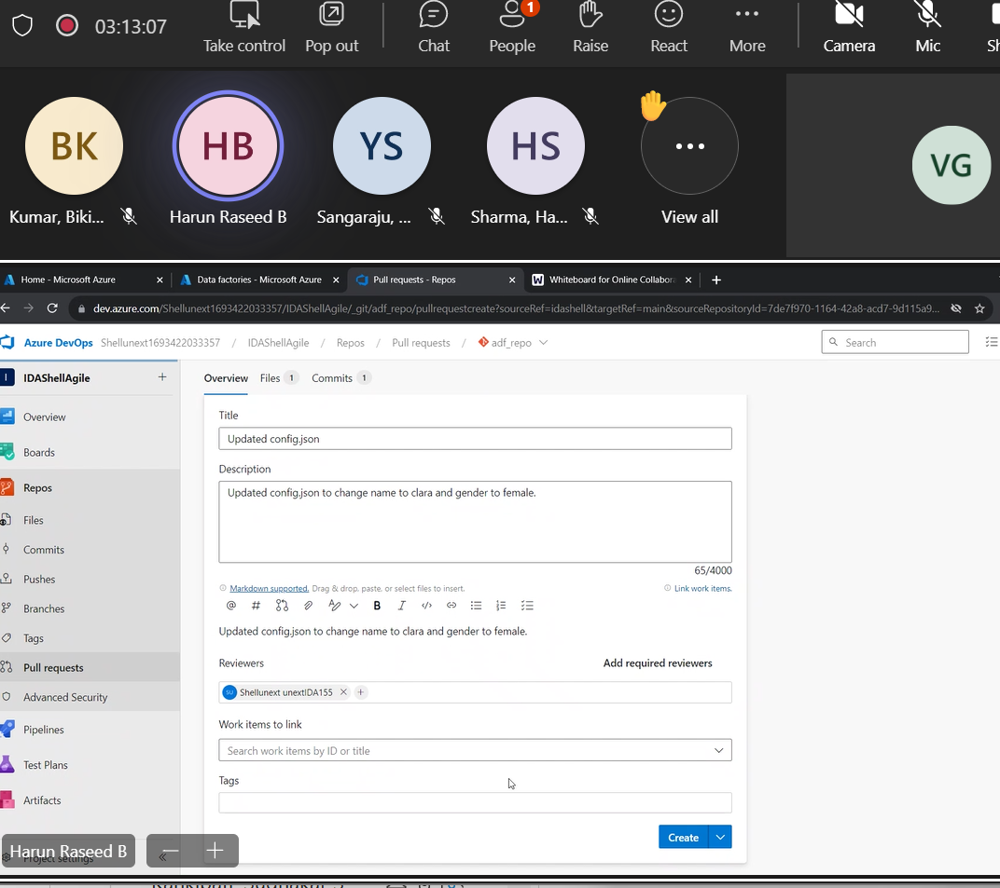 03:13:07
Take control
Pop out
Chat
1
People
Raise
React
More
Camera
Mic
BK
HB
YS
HS
VG
Kumar, Biki...
Harun Raseed B
Sangaraju, ...
Sharma, Ha...
View all
Home - Microsoft Azure
Data factories - Microsoft Azure
Pull requests - Repos
Whiteboard for Online Collabora
dev.azure.com/Shellunext1693422033357/IDAShellAgile/_git/adf_repo/pullrequestcreate?sourceRef=idashell&targetRef=main&sourceRepositoryId=7de7f970-1164-42a8-acd7-9d115a9...
Azure DevOps Shellunext1693422033357 / IDAShellAgile / Repos / Pull requests / adf_repo
Search
I IDAShellAgile +
Overview
Boards
Repos
Files
Commits
Pushes
Branches
Tags
Pull requests
Advanced Security
Pipelines
Test Plans
Artifacts
Project settings
Harun Raseed B
Overview Files 1 Commits 1
Title
Updated config.json
Description
Updated config.json to change name to clara and gender to female.
65/4000
Markdown supported. Drag & drop, paste, or select files to insert.
Link work items.
Updated config.json to change name to clara and gender to female.
Reviewers
Add required reviewers
SU Shellunext unextIDA155
Work items to link
Search work items by ID or title
Tags
Create